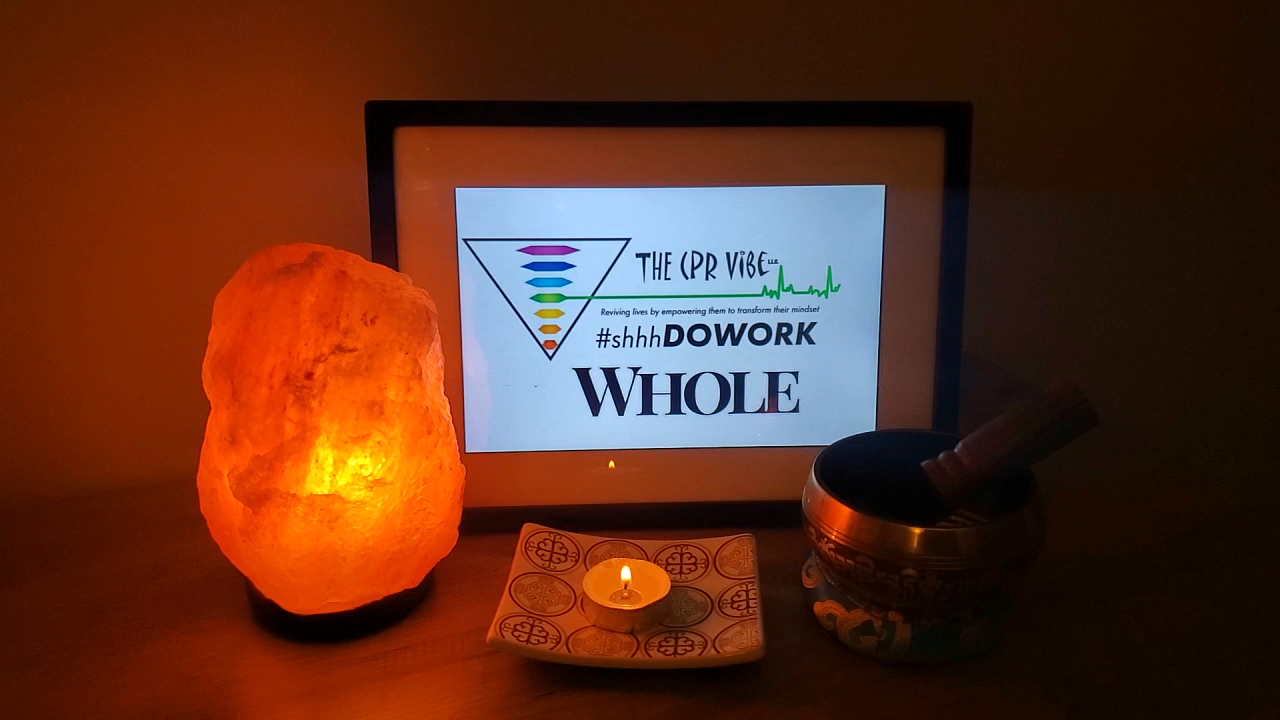 THE CPR VIBE LLC
Reviving lives by empowering them to transform their mindset
#shhhDOWORK
WHOLE